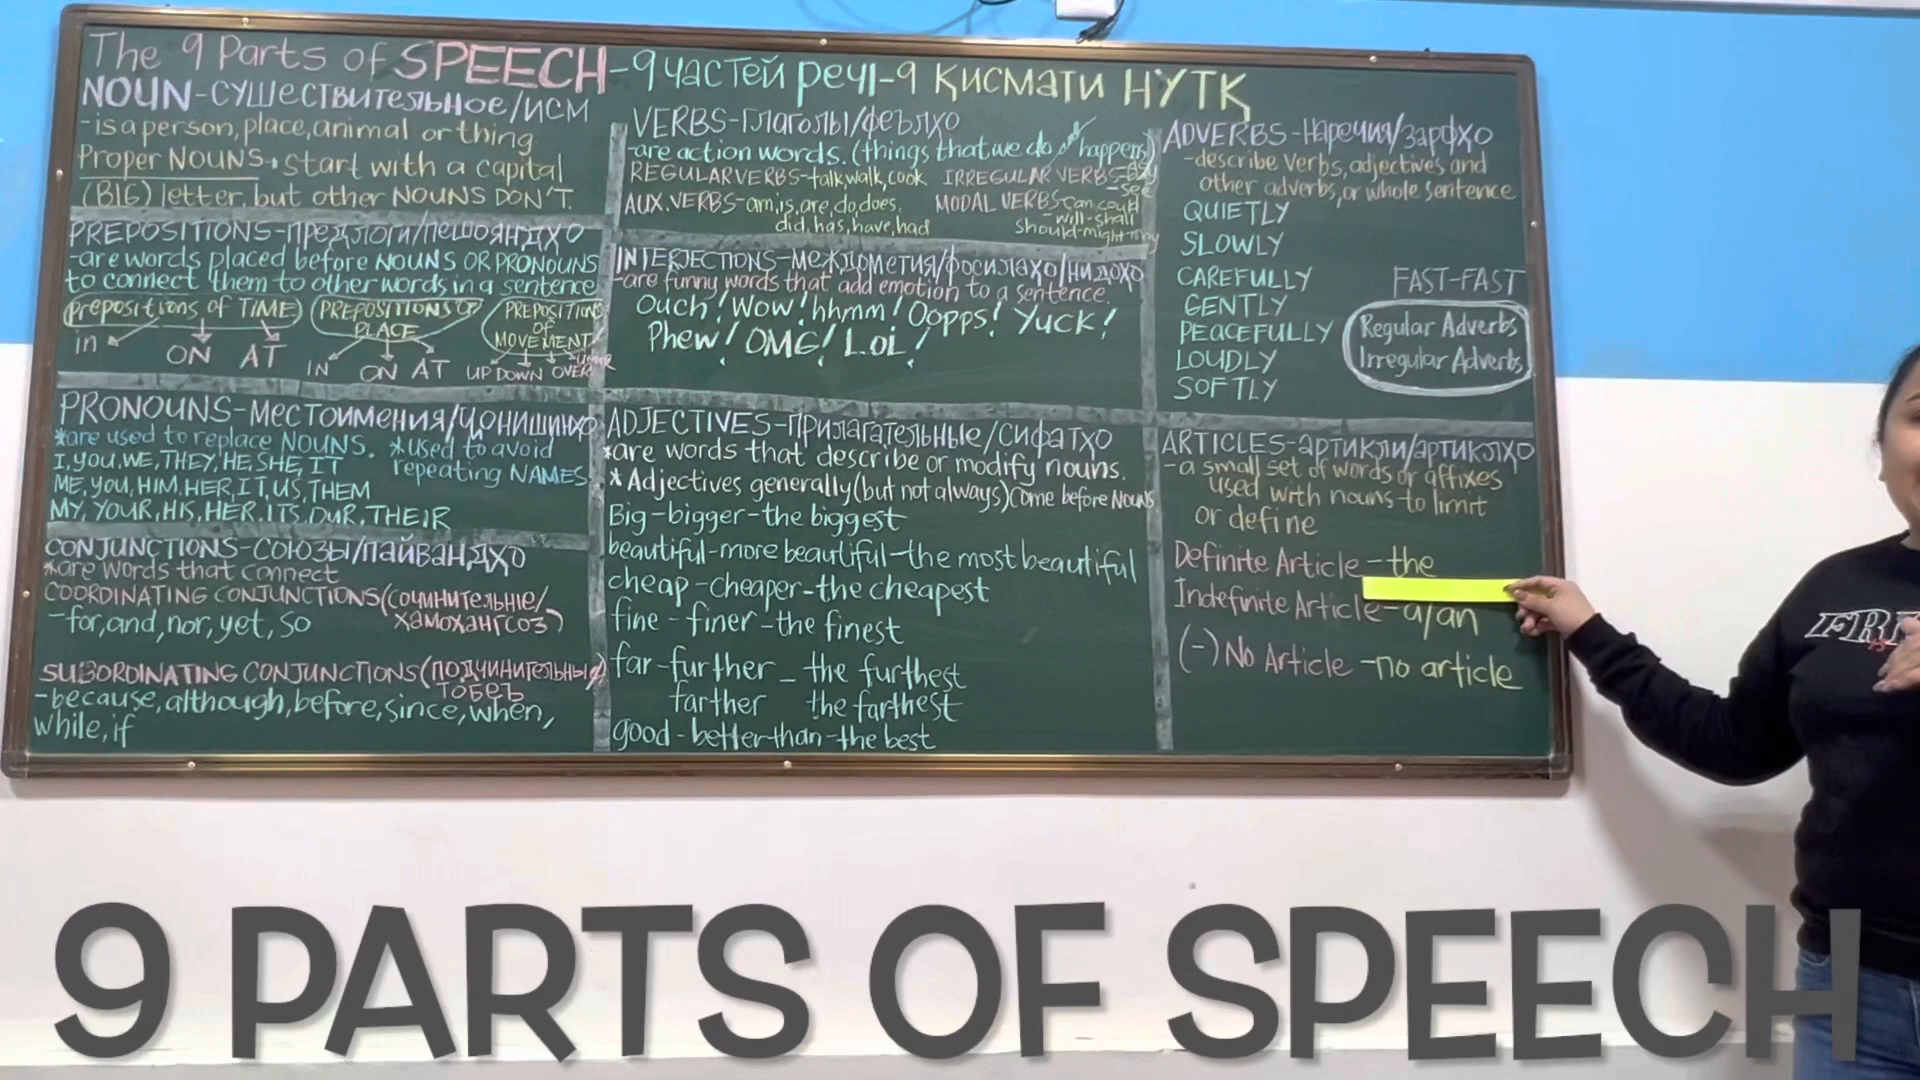 The 9 Parts of SPEECH-9 частей речі-9 Қисмати НУТҚ
NOUN-СУШЕСТВИТЕЛЬНОЕ/ИСМ
-is a person, place, animal or thing.
Proper NOUNS start with a capital
(BIG) letter, but other NOUNS DON'T.
PREPOSITIONS-предлоги/пешояндҳо
-are words placed before NOUNS OR PRONOUNS
to connect them to other words in a sentence
prepositions of TIME
in ON AT
PREPOSITIONS OF
PLACE
IN ON AT
PREPOSITIONS
of
MOVEMENT
UP DOWN OVER
PRONOUNS-Местоимения/Ҷонишинҳо
*are used to replace NOUNS.
*used to avoid
repeating NAMES
I, you, WE, THEY, HE, SHE, IT
ME, you, HIM, HER, IT, US, THEM
MY, YOUR, HIS, HER, ITS, OUR, THEIR
CONJUNCTIONS-СОЮЗЫ/пайвандҳо
*are words that connect
COORDINATING CONJUNCTIONS(
ҳамоҳангсоз)
-for, and, nor, yet, so
SUBORDINATING CONJUNCTIONS (подчинительные/
тобеъ
-because, although, before, since, when,
while, if
VERBS-глаголы/феълҳо
-are action words. (things that we do happens)
REGULAR VERBS-talk, walk, cook IRREGULAR VERBS-
-see
AUX. VERBS-am, is, are, do, does, did, has, have, had
MODAL VERBS-can, could
-will-shall
should-might-may
INTERJECTIONS-междометия/фосилаҳо/нидоҳо
-are funny words that add emotion to a sentence.
Ouch! Wow! hhmm! Oopps! Yuck!
Phew! OMG! LoL!
ADJECTIVES-прилагательные/сифатҳо
*are words that describe or modify nouns.
*Adjectives generally(but not always)come before Nouns
Big-bigger-the biggest
beautiful-more beautiful-the most beautiful
cheap-cheaper-the cheapest
fine-finer-the finest
far-further - the furthest
farther the farthest
good-better than-the best
ADVERBS-Наречия/зарфҳо
-describe verbs, adjectives and
other adverbs, or whole sentence
QUIETLY
SLOWLY
CAREFULLY
GENTLY
PEACEFULLY
LOUDLY
SOFTLY
FAST-FAST
Regular Adverbs
Irregular Adverbs
ARTICLES-артикли/артиклҳо
-a small set of words or affixes
used with nouns to limit
or define
Definite Article-the
Indefinite Article-a/an
(-) No Article-no article
9 PARTS OF SPEECH